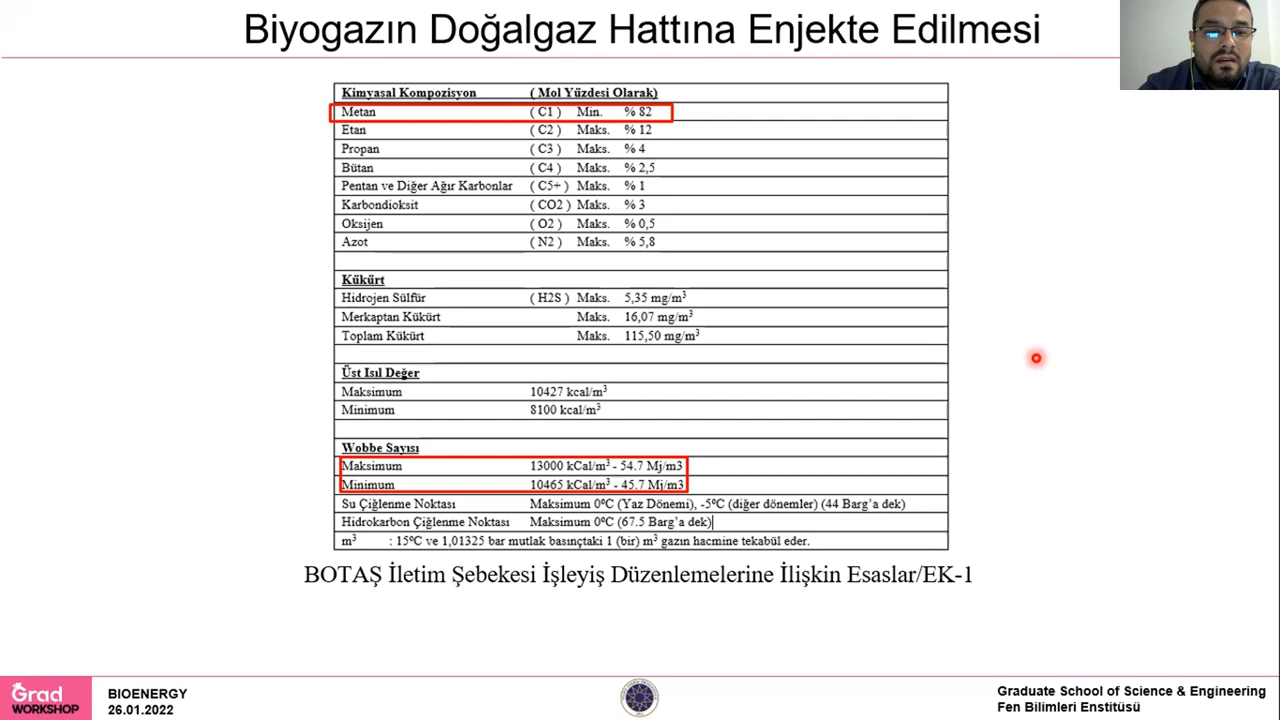 Biyogazın Doğalgaz Hattına Enjekte Edilmesi
Kimyasal Kompozisyon ( Mol Yüzdesi Olarak)
Metan ( C1 ) Min. % 82
Etan ( C2 ) Maks. % 12
Propan ( C3 ) Maks. % 4
Bütan ( C4 ) Maks. % 2,5
Pentan ve Diğer Ağır Karbonlar ( C5+ ) Maks. % 1
Karbondioksit ( CO2 ) Maks. % 3
Oksijen ( O2 ) Maks. % 0,5
Azot ( N2 ) Maks. % 5,8
Kükürt
Hidrojen Sülfür ( H2S ) Maks. 5,35 mg/m³
Merkaptan Kükürt Maks. 16,07 mg/m³
Toplam Kükürt Maks. 115,50 mg/m³
Üst Isıl Değer
Maksimum 10427 kcal/m³
Minimum 8100 kcal/m³
Wobbe Sayısı
Maksimum 13000 kCal/m³ - 54.7 Mj/m3
Minimum 10465 kCal/m³ - 45.7 Mj/m3
Su Çiğlenme Noktası Maksimum 0⁰C (Yaz Dönemi), -5⁰C (diğer dönemler) (44 Barg’a dek)
Hidrokarbon Çiğlenme Noktası Maksimum 0⁰C (67.5 Barg’a dek)
m³ : 15⁰C ve 1,01325 bar mutlak basınçtaki 1 (bir) m³ gazın hacmine tekabül eder.
BOTAŞ İletim Şebekesi İşleyiş Düzenlemelerine İlişkin Esaslar/EK-1
Grad
WORKSHOP
BIOENERGY
26.01.2022
Graduate School of Science & Engineering
Fen Bilimleri Enstitüsü